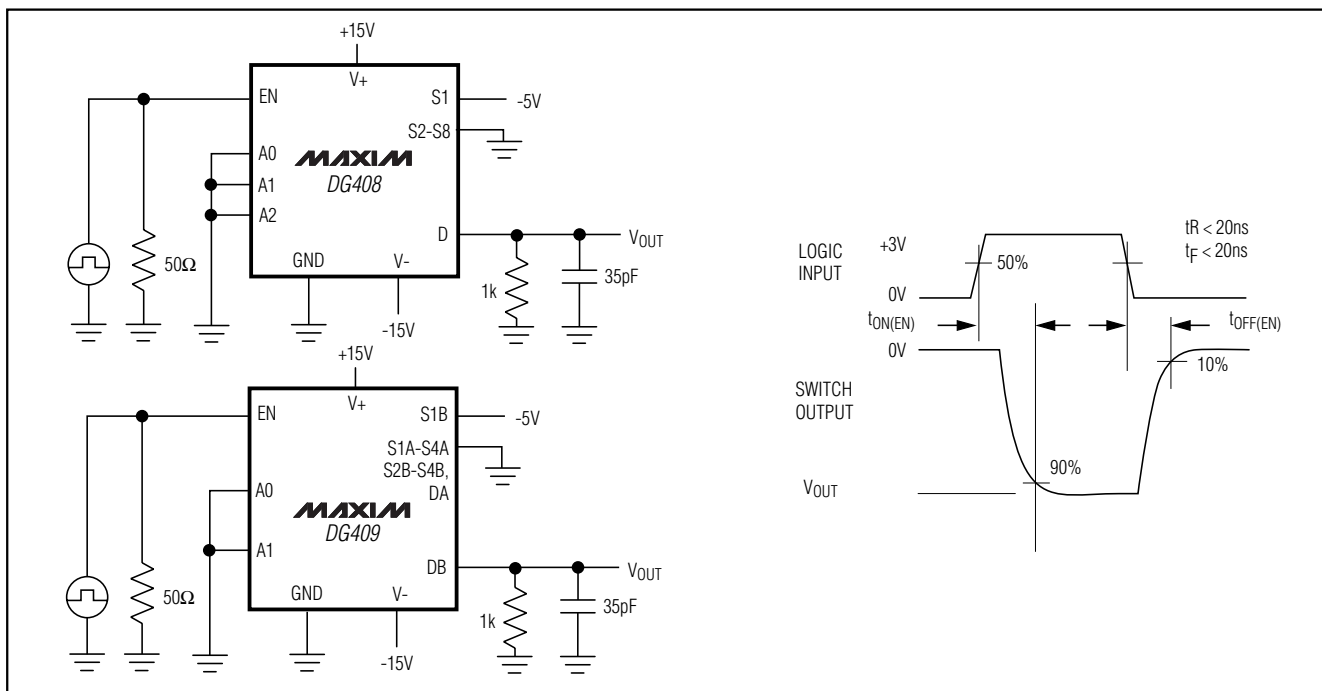 +15V
V+
EN
S1
-5V
S2-S8
A0
MAXIM
A1
DG408
A2
D
VOUT
50Ω
GND
V-
1k
35pF
-15V
+15V
V+
EN
S1B
-5V
S1A-S4A
S2B-S4B,
DA
A0
MAXIM
DG409
A1
DB
VOUT
50Ω
GND
V-
1k
35pF
-15V
LOGIC
INPUT
+3V
50%
0V
tR < 20ns
tF < 20ns
tON(EN)
tOFF(EN)
0V
10%
SWITCH
OUTPUT
90%
VOUT